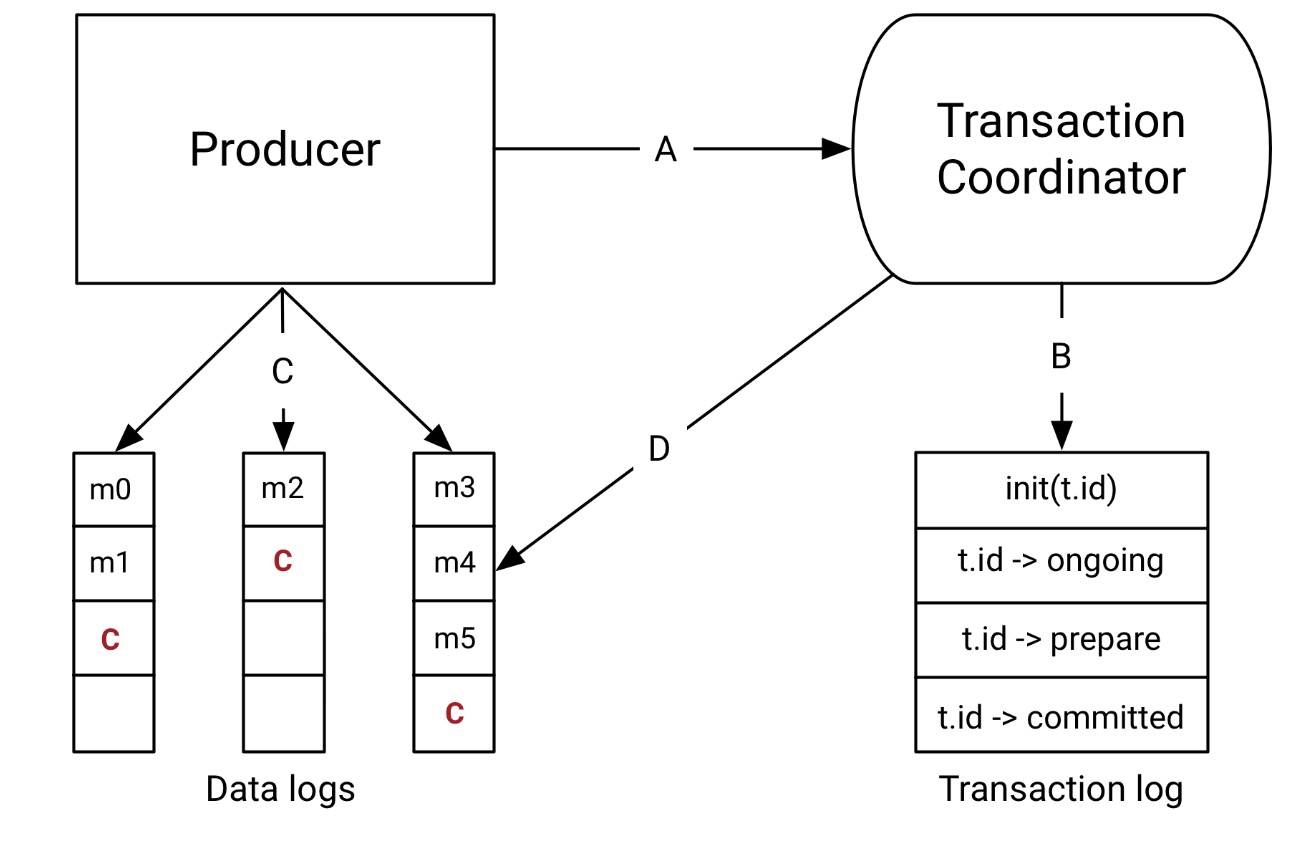 Producer
A
Transaction
Coordinator
C
B
D
m0
m1
C
m2
C
m3
m4
m5
C
Data logs
init(t.id)
t.id -> ongoing
t.id -> prepare
t.id -> committed
Transaction log